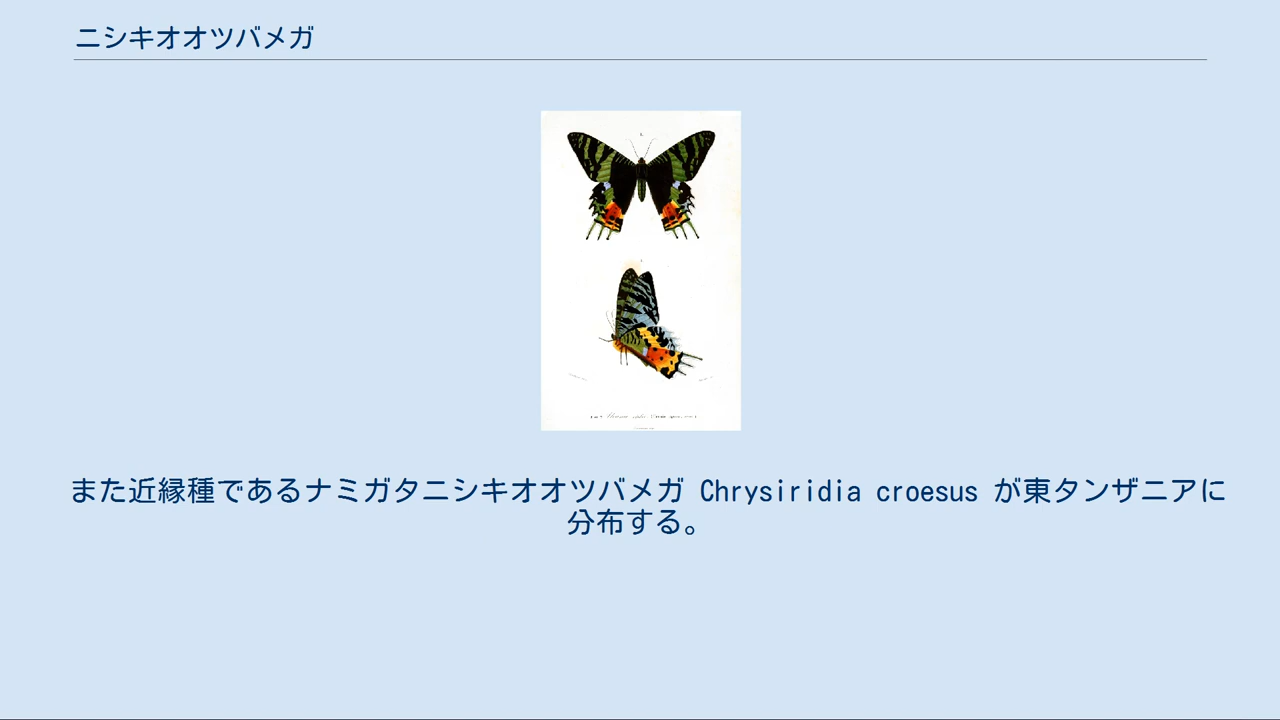 ニシキオオツバメガ
また近縁種であるナミガタニシキオオツバメガ Chrysiridia croesus が東タンザニアに
分布する。